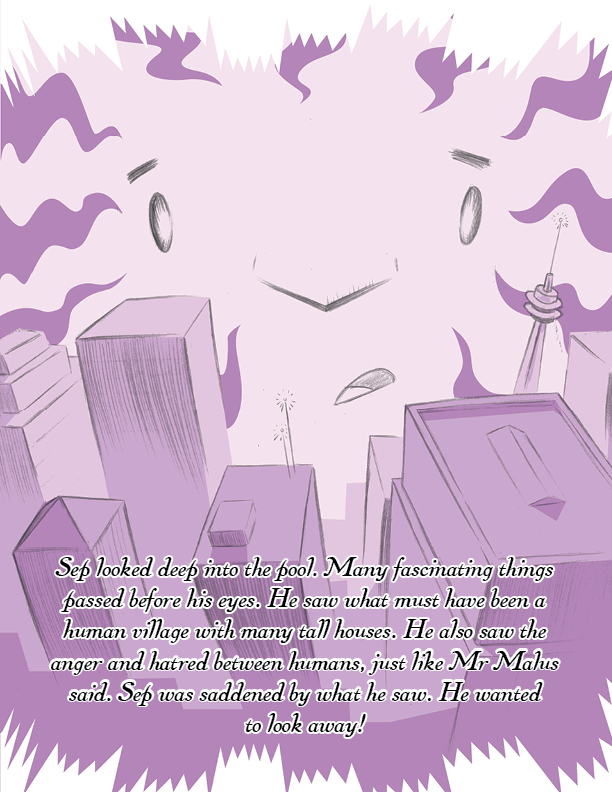 Sep looked deep into the pool. Many fascinating things
passed before his eyes. He saw what must have been a
human village with many tall houses. He also saw the
anger and hatred between humans, just like Mr Malus
said. Sep was saddened by what he saw. He wanted
to look away!